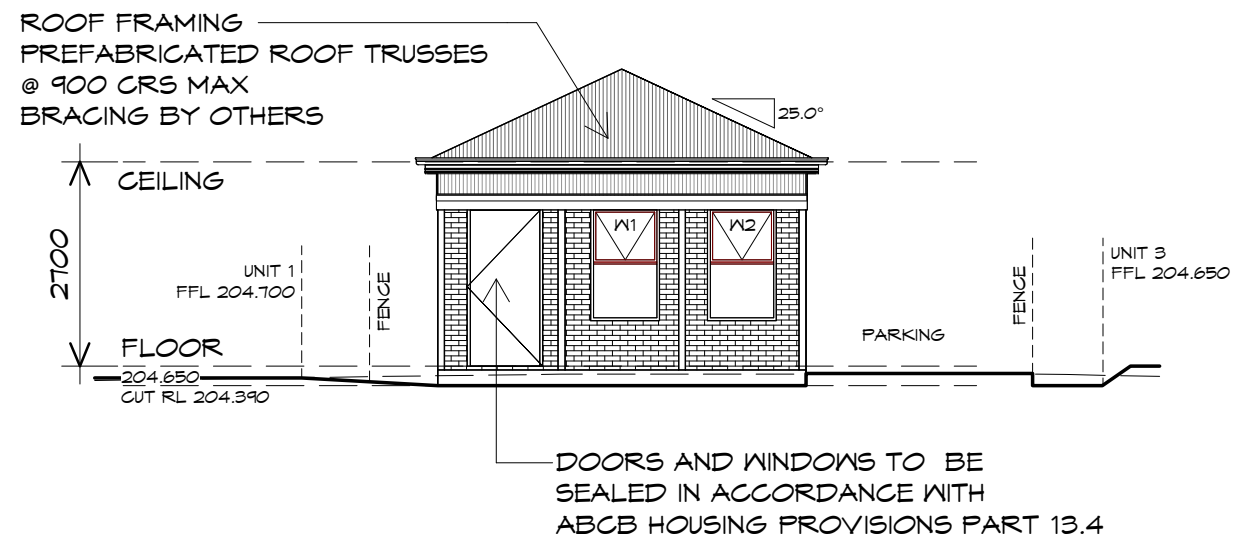 ROOF FRAMING
PREFABRICATED ROOF TRUSSES
@ 900 CRS MAX
BRACING BY OTHERS
25.0°
CEILING
2700
W1
W2
UNIT 1
FFL 204.700
FENCE
FENCE
UNIT 3
FFL 204.650
PARKING
FLOOR
204.650
CUT RL 204.390
DOORS AND WINDOWS TO BE
SEALED IN ACCORDANCE WITH
ABCB HOUSING PROVISIONS PART 13.4